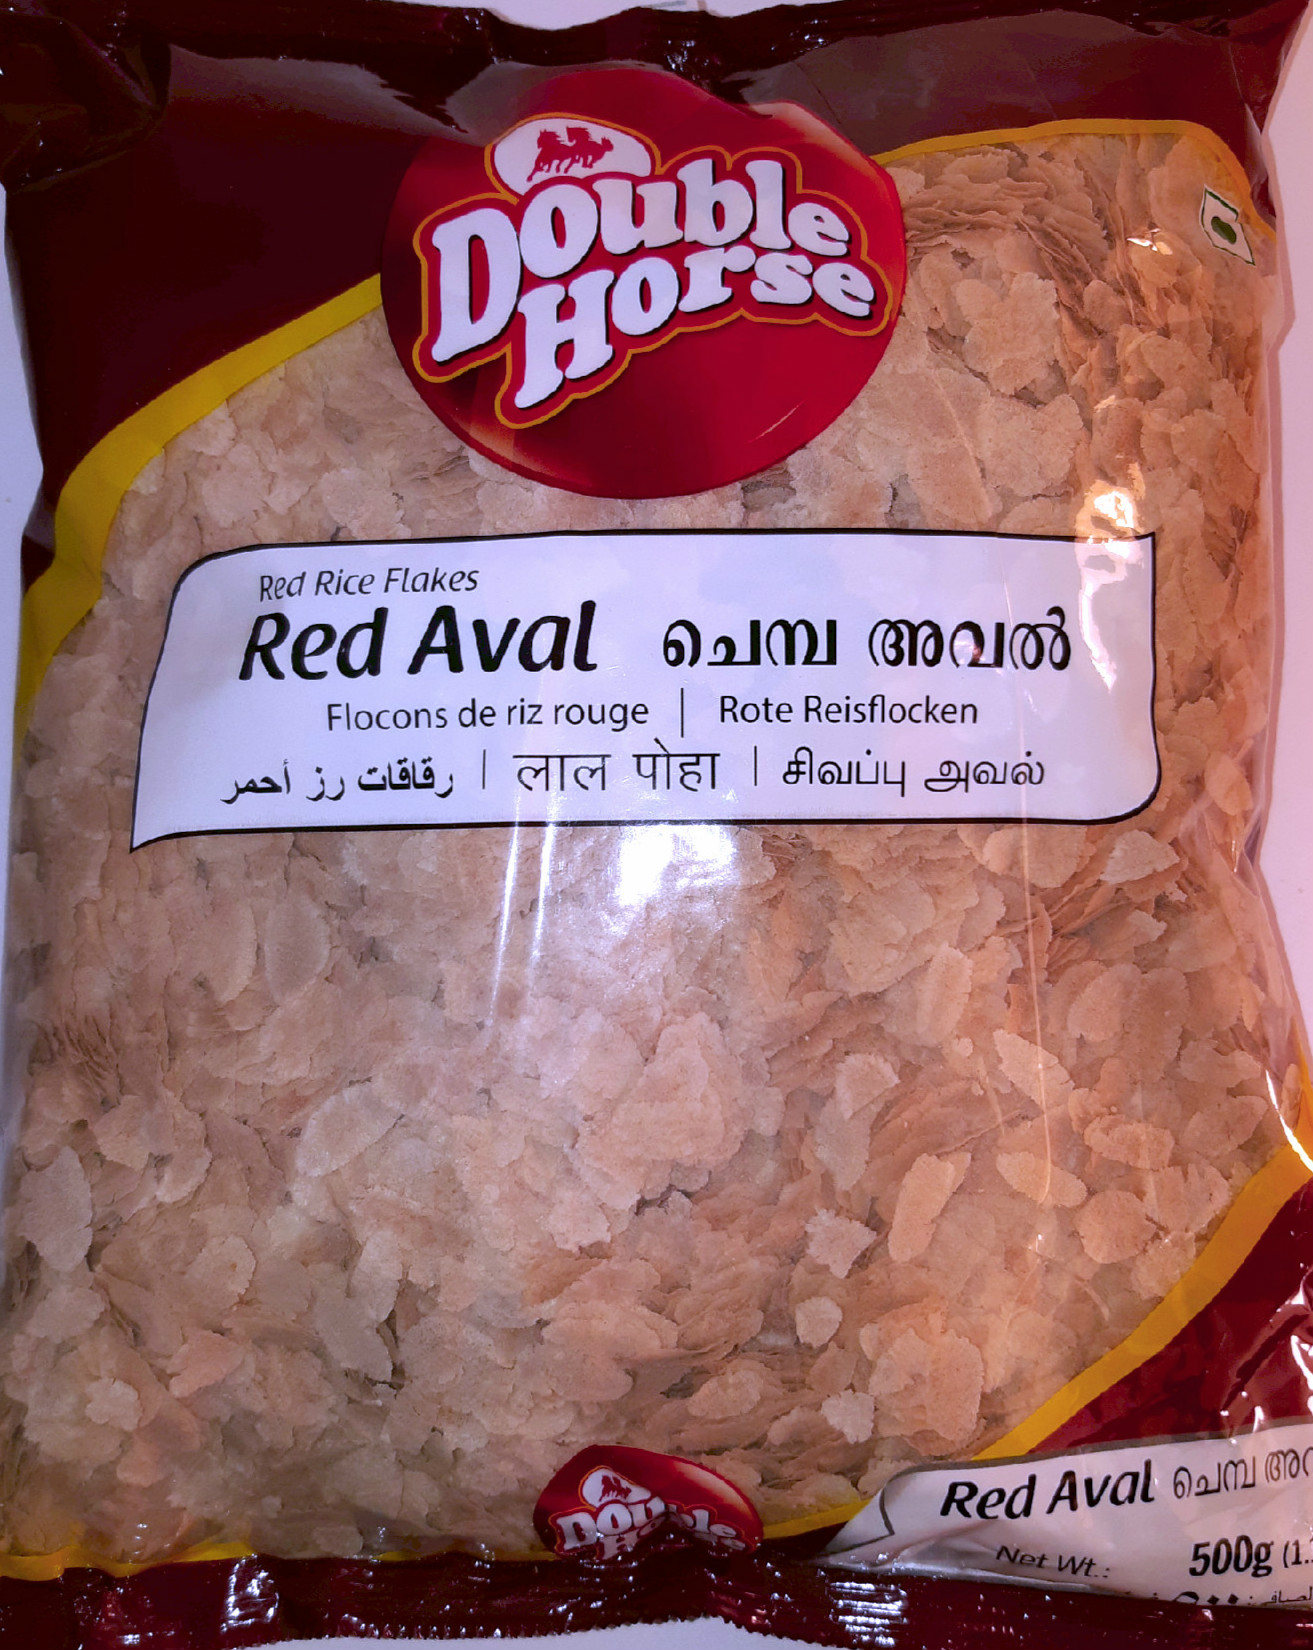 Double
Horse
Red Rice Flakes
Red Aval ചെമ്പ അവൽ
Flocons de riz rouge | Rote Reisflocken
رقاقات رز أحمر | लाल पोहा | சிவப்பு அவல்
Double
Red Aval ചെമ്പ
Net Wt.: 500g